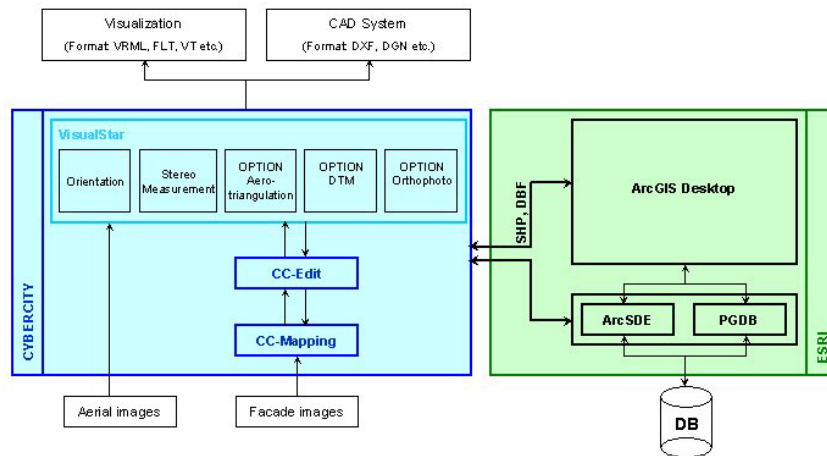 Visualization
(Format: VRML, FLT, VT etc.)
CAD System
(Format: DXF, DGN etc.)
CYBERCITY
VisualStar
Orientation
Stereo
Measurement
OPTION
Aero-
triangulation
OPTION
DTM
OPTION
Orthophoto
CC-Edit
CC-Mapping
Aerial images
Facade images
SHP, DBF
ArcGIS Desktop
ArcSDE
PGDB
ESRI
DB